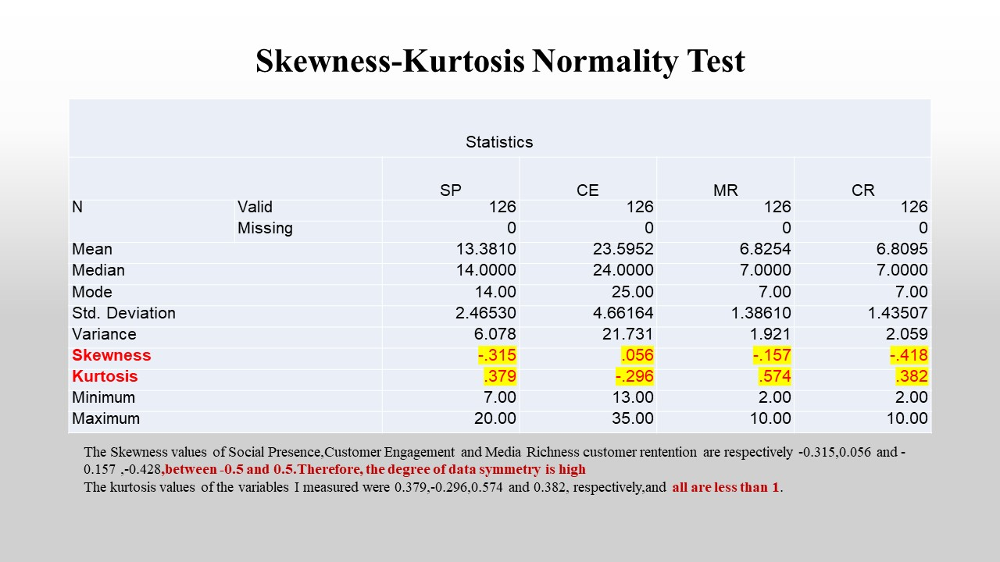 Skewness-Kurtosis Normality Test
Statistics
SP CE MR CR
N Valid 126 126 126 126
Missing 0 0 0 0
Mean 13.3810 23.5952 6.8254 6.8095
Median 14.0000 24.0000 7.0000 7.0000
Mode 14.00 25.00 7.00 7.00
Std. Deviation 2.46530 4.66164 1.38610 1.43507
Variance 6.078 21.731 1.921 2.059
Skewness -.315 .056 -.157 -.418
Kurtosis .379 -.296 .574 .382
Minimum 7.00 13.00 2.00 2.00
Maximum 20.00 35.00 10.00 10.00
The Skewness values of Social Presence,Customer Engagement and Media Richness customer rentention are respectively -0.315,0.056 and -
0.157 ,-0.428,between -0.5 and 0.5.Therefore, the degree of data symmetry is high
The kurtosis values of the variables I measured were 0.379,-0.296,0.574 and 0.382, respectively,and all are less than 1.